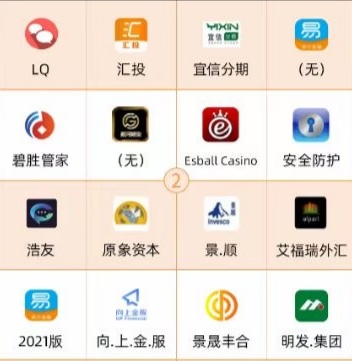 汇投
YIXIN
宜信
易
LQ
汇投
宜信分期
（无）
碧胜管家
（无）
Esball Casino
安全防护
2
invesco
alpari
浩友
原象资本
景.顺
艾福瑞外汇
易
向上金服
易
2021版
向.上.金.服
景晟丰合
明发.集团